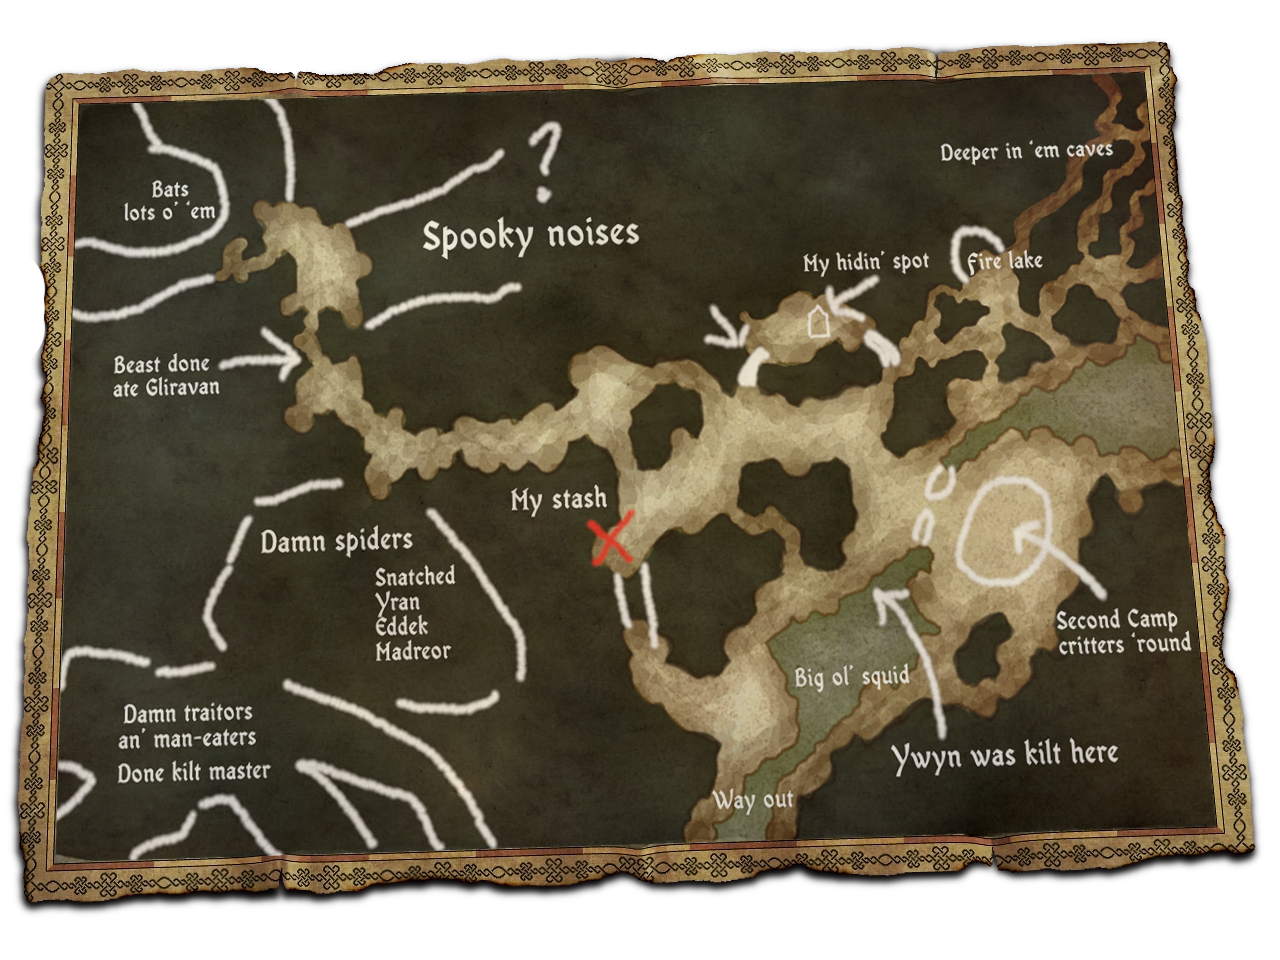 Deeper in 'em caves
Bats
lots o' 'em
?
Spooky noises
My hidin' spot
Fire lake
Beast done
ate Gliravan
My stash
Damn spiders
Snatched
Yran
Eddek
Madreor
Second Camp
critters 'round
Big ol' squid
Damn traitors
an' man-eaters
Done kilt master
Ywyn was kilt here
Way out